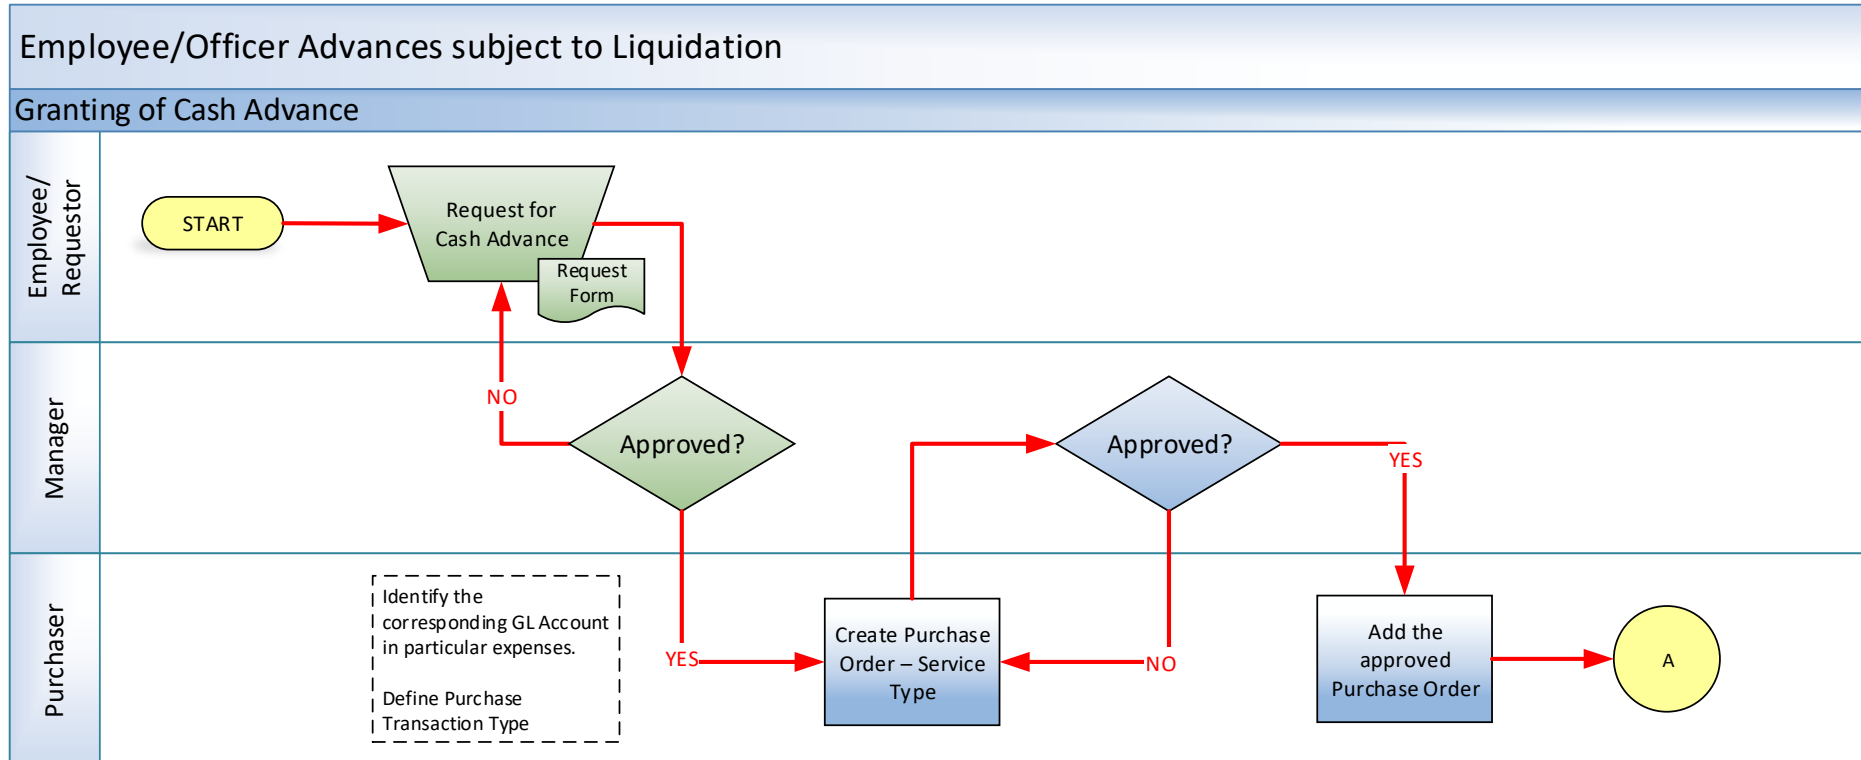 Employee/Officer Advances subject to Liquidation
Granting of Cash Advance
Employee/
Requestor
START
Request for
Cash Advance
Request
Form
Manager
NO
Approved?
Approved?
YES
Purchaser
Identify the
corresponding GL Account
in particular expenses.
Define Purchase
Transaction Type
YES
Create Purchase
Order – Service
Type
NO
Add the
approved
Purchase Order
A